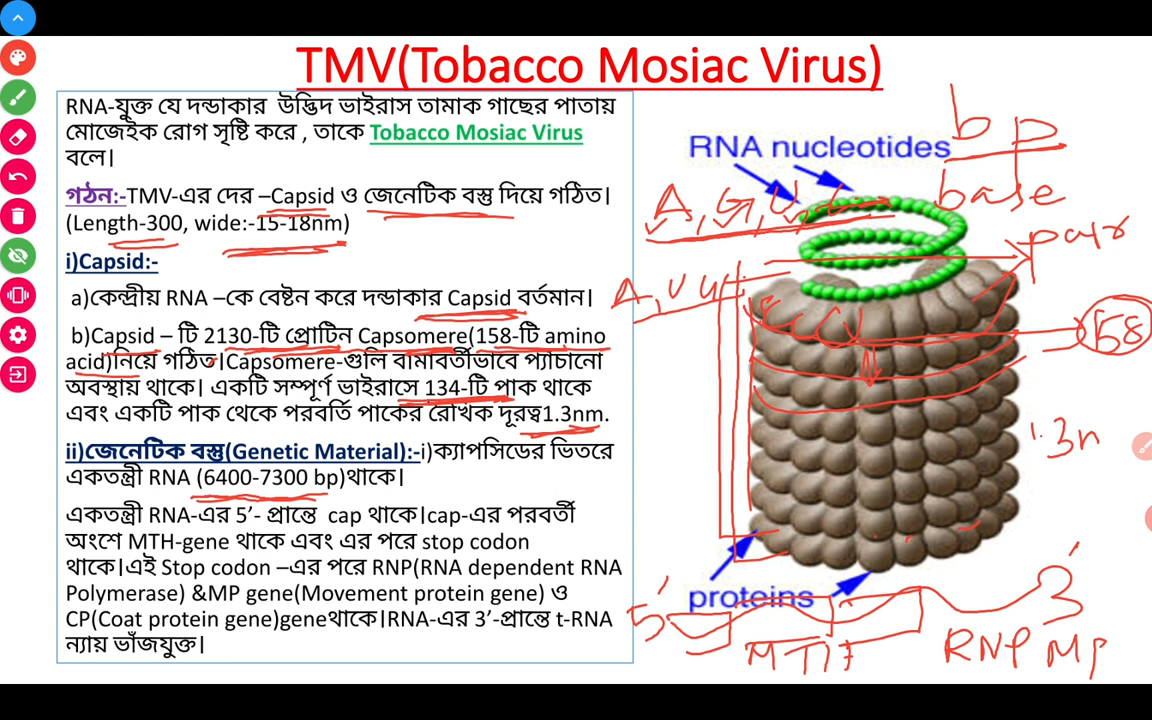 TMV(Tobacco Mosiac Virus)
RNA-যুক্ত যে দন্ডাকার উদ্ভিদ ভাইরাস তামাক গাছের পাতায়
মোজেইক রোগ সৃষ্টি করে , তাকে Tobacco Mosiac Virus
বলে।
গঠন:-TMV-এর দের –Capsid ও জেনেটিক বস্তু দিয়ে গঠিত।
(Length-300, wide:-15-18nm)
i)Capsid:-
a)কেন্দ্রীয় RNA –কে বেষ্টন করে দন্ডাকার Capsid বর্তমান।
b)Capsid – টি 2130-টি প্রোটিন Capsomere(158-টি amino
acid)নিয়ে গঠিত।Capsomere-গুলি বামাবর্তীভাবে প্যাচানো
অবস্থায় থাকে। একটি সম্পূর্ণ ভাইরাসে 134-টি পাক থাকে
এবং একটি পাক থেকে পরবর্তি পাকের রৌখিক দূরত্ব1.3nm.
ii)জেনেটিক বস্তু(Genetic Material):-i)ক্যাপসিডের ভিতরে
একতন্ত্রী RNA (6400-7300 bp)থাকে।
একতন্ত্রী RNA-এর 5’- প্রান্তে cap থাকে।cap-এর পরবর্তী
অংশে MTH-gene থাকে এবং এর পরে stop codon
থাকে।এই Stop codon –এর পরে RNP(RNA dependent RNA
Polymerase) &MP gene(Movement protein gene) ও
CP(Coat protein gene)geneথাকে।RNA-এর 3’-প্রান্তে t-RNA
ন্যায় ভাঁজযুক্ত।
b p
RNA nucleotides
base
A, G, U,
pair
A, U
158
1.3n
proteins
5' 3'
RNP MP